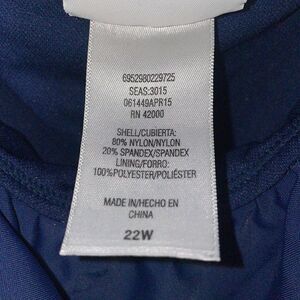 6952980229725
SEAS:3015
061449APR15
RN 42000
SHELL/CUBIERTA:
80% NYLON/NYLON
20% SPANDEX/SPANDEX
LINING/FORRO:
100%POLYESTER/POLIÉSTER
MADE IN/HECHO EN
CHINA
22W